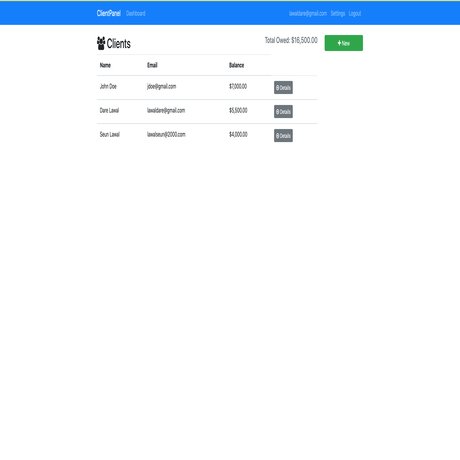 ClientPanel Dashboard lawaldare@gmail.com Settings Logout
Clients Total Owed: $16,500.00 New
Name Email Balance
John Doe jdoe@gmail.com $7,000.00 Details
Dare Lawal lawaldare@gmail.com $5,500.00 Details
Seun Lawal lawalseun@2000.com $4,000.00 Details